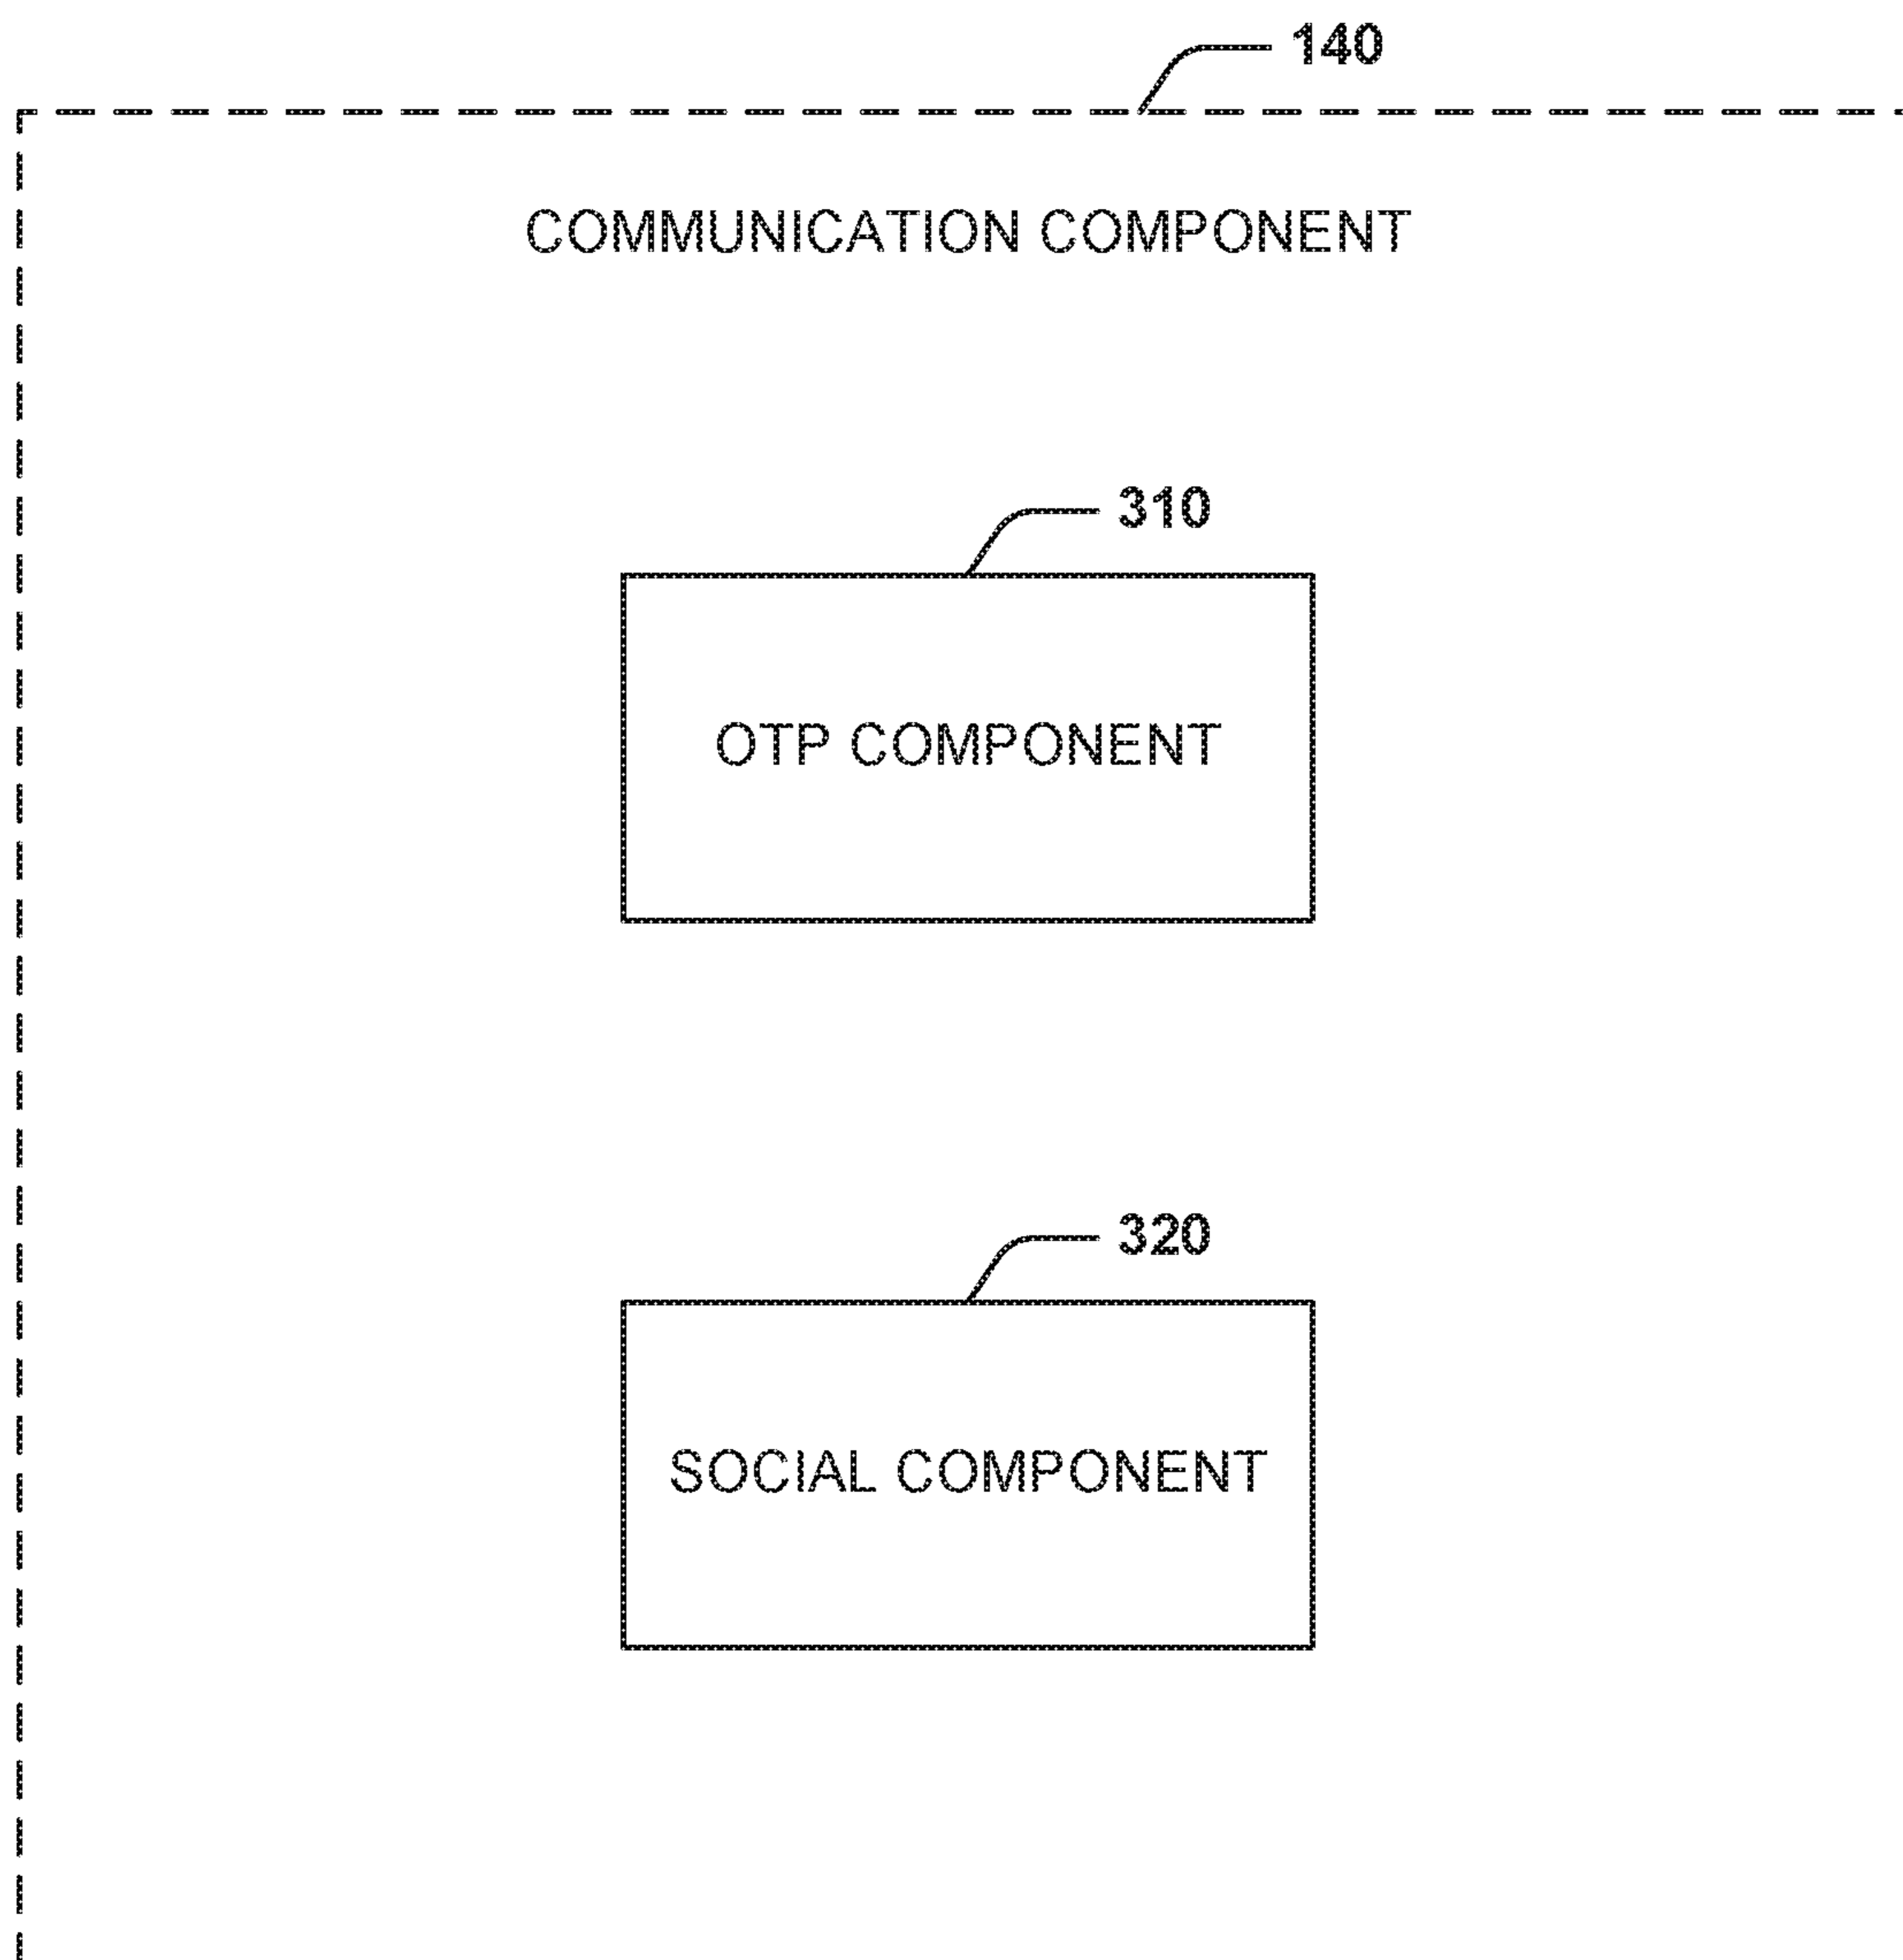 140
COMMUNICATION COMPONENT
310
OTP COMPONENT
320
SOCIAL COMPONENT